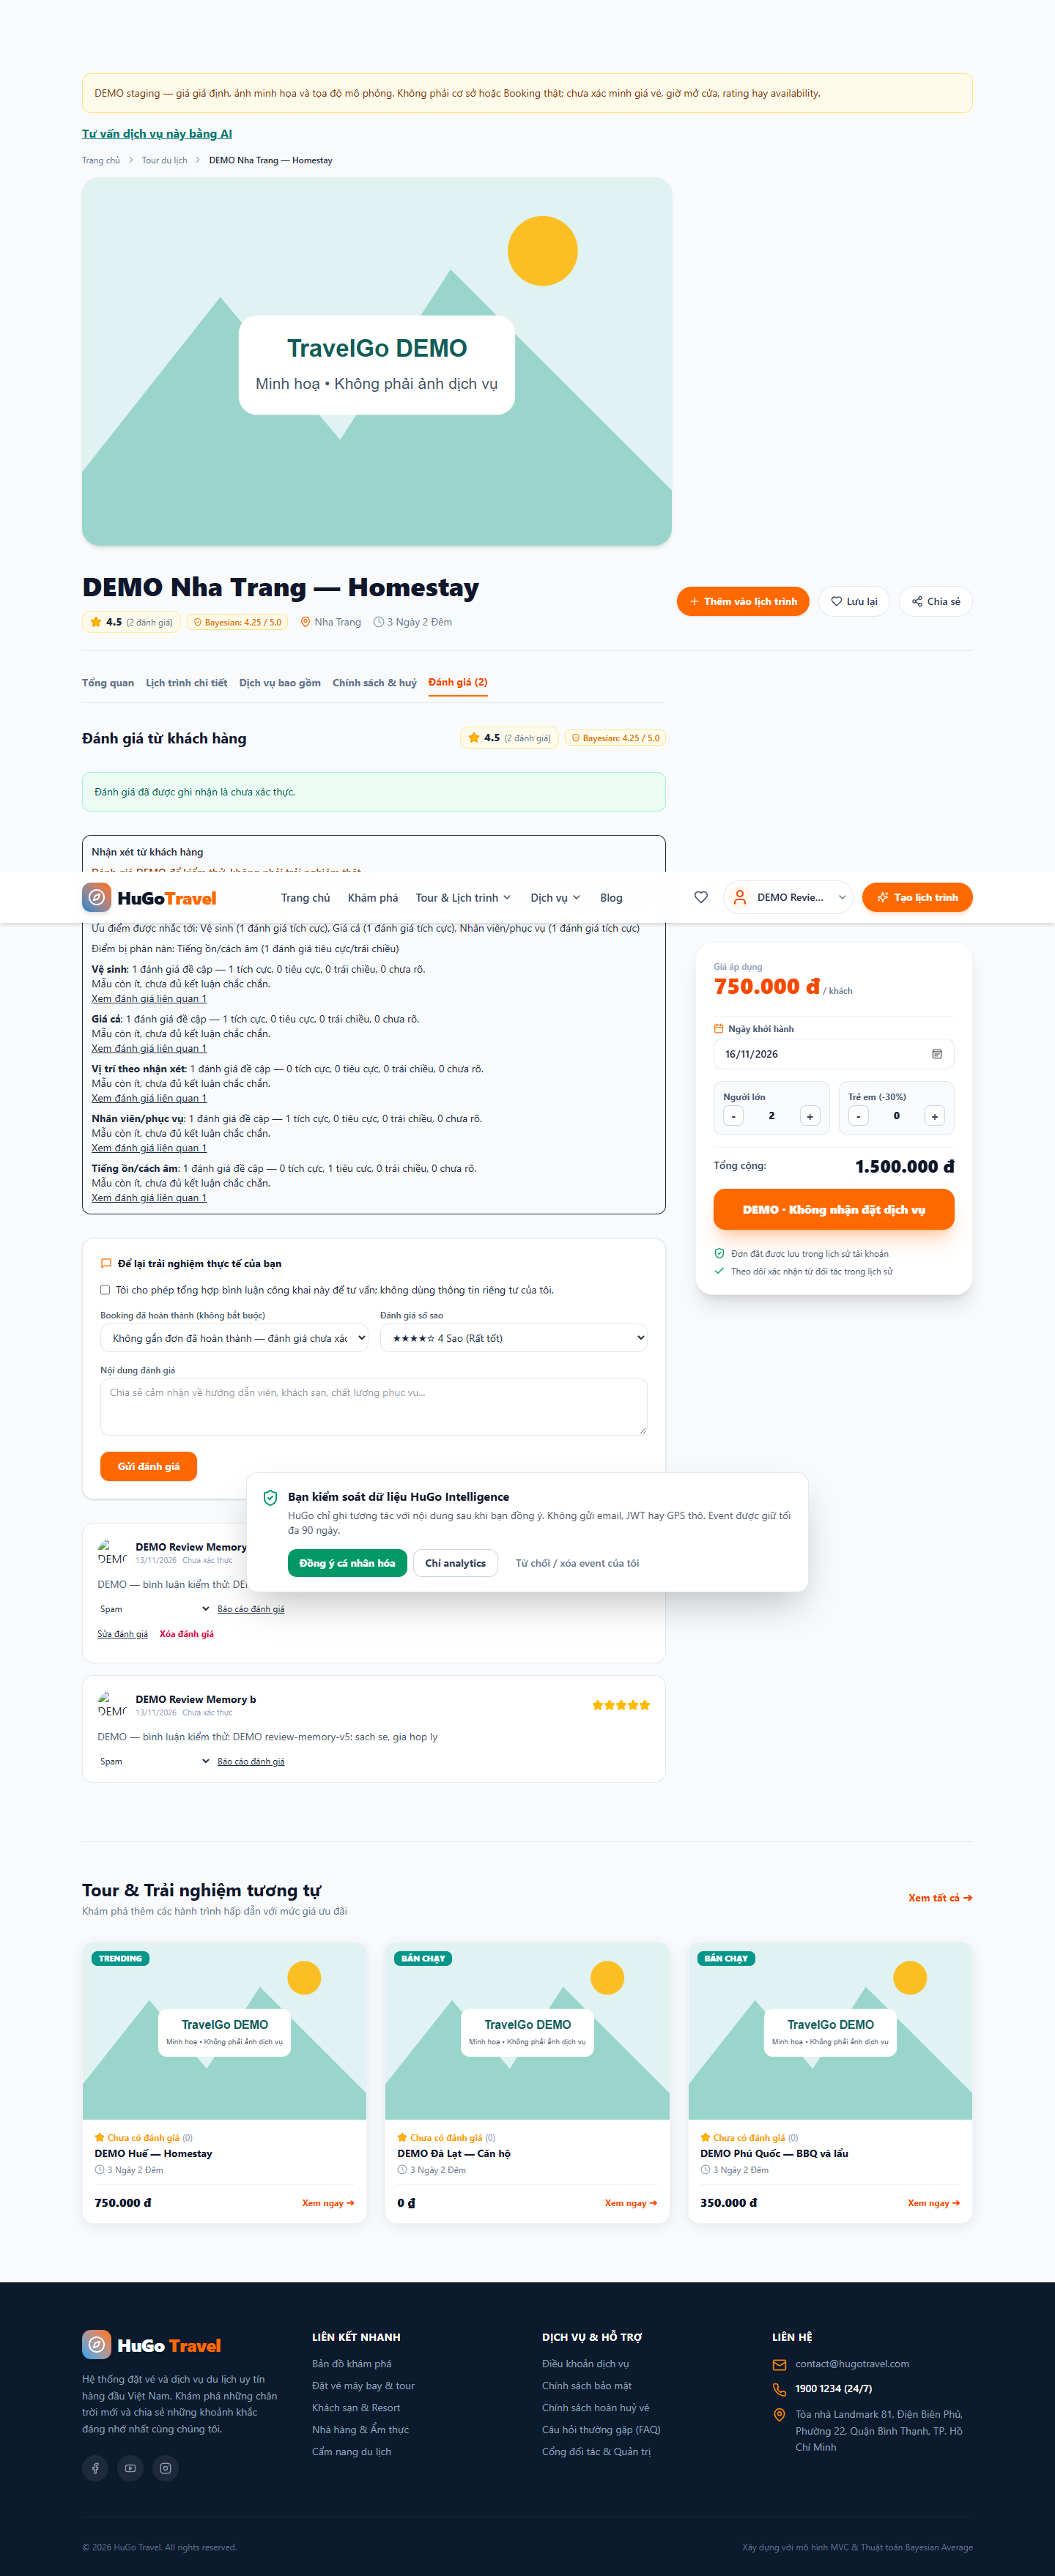 DEMO staging — giá giả định, ảnh minh họa và tọa độ mô phỏng. Không phải cơ sở hoặc Booking thật; chưa xác minh giá vé, giờ mở cửa, rating hay availability.
Tư vấn dịch vụ này bằng AI
Trang chủ > Tour du lịch > DEMO Nha Trang — Homestay
TravelGo DEMO
Minh hoạ • Không phải ảnh dịch vụ
DEMO Nha Trang — Homestay
Thêm vào lịch trình
Lưu lại
Chia sẻ
4.5 (2 đánh giá)
Bayesian: 4.25 / 5.0
Nha Trang
3 Ngày 2 Đêm
Tổng quan
Lịch trình chi tiết
Dịch vụ bao gồm
Chính sách & huỷ
Đánh giá (2)
Đánh giá từ khách hàng
4.5 (2 đánh giá)
Bayesian: 4.25 / 5.0
Đánh giá đã được ghi nhận là chưa xác thực.
Nhận xét từ khách hàng
HuGoTravel
Trang chủ
Khám phá
Tour & Lịch trình
Dịch vụ
Blog
DEMO Revie...
Tạo lịch trình
Ưu điểm được nhắc tới: Vệ sinh (1 đánh giá tích cực), Giá cả (1 đánh giá tích cực), Nhân viên/phục vụ (1 đánh giá tích cực)
Điểm bị phàn nàn: Tiếng ồn/cách âm (1 đánh giá tiêu cực/trái chiều)
Vệ sinh: 1 đánh giá đề cập — 1 tích cực, 0 tiêu cực, 0 trái chiều, 0 chưa rõ.
Mẫu còn ít, chưa đủ kết luận chắc chắn.
Xem đánh giá liên quan 1
Giá cả: 1 đánh giá đề cập — 1 tích cực, 0 tiêu cực, 0 trái chiều, 0 chưa rõ.
Mẫu còn ít, chưa đủ kết luận chắc chắn.
Xem đánh giá liên quan 1
Vị trí theo nhận xét: 1 đánh giá đề cập — 0 tích cực, 0 tiêu cực, 0 trái chiều, 0 chưa rõ.
Mẫu còn ít, chưa đủ kết luận chắc chắn.
Xem đánh giá liên quan 1
Nhân viên/phục vụ: 1 đánh giá đề cập — 1 tích cực, 0 tiêu cực, 0 trái chiều, 0 chưa rõ.
Mẫu còn ít, chưa đủ kết luận chắc chắn.
Xem đánh giá liên quan 1
Tiếng ồn/cách âm: 1 đánh giá đề cập — 0 tích cực, 1 tiêu cực, 0 trái chiều, 0 chưa rõ.
Mẫu còn ít, chưa đủ kết luận chắc chắn.
Xem đánh giá liên quan 1
Giá áp dụng
750.000 đ / khách
Ngày khởi hành
16/11/2026
Người lớn
- 2 +
Trẻ em (-30%)
- 0 +
Tổng cộng:
1.500.000 đ
DEMO · Không nhận đặt dịch vụ
Đơn đặt được lưu trong lịch sử tài khoản
Theo dõi xác nhận từ đối tác trong lịch sử
Để lại trải nghiệm thực tế của bạn
Tôi cho phép tổng hợp bình luận công khai này để tư vấn; không dùng thông tin riêng tư của tôi.
Booking đã hoàn thành (không bắt buộc)
Đánh giá số sao
Không gắn đơn đã hoàn thành — đánh giá chưa xác
★★★★☆ 4 Sao (Rất tốt)
Nội dung đánh giá
Chia sẻ cảm nhận về hướng dẫn viên, khách sạn, chất lượng phục vụ...
Gửi đánh giá
Bạn kiểm soát dữ liệu HuGo Intelligence
HuGo chỉ ghi tương tác với nội dung sau khi bạn đồng ý. Không gửi email, JWT hay GPS thô. Event được giữ tối
đa 90 ngày.
Đồng ý cá nhân hóa
Chỉ analytics
Từ chối / xóa event của tôi
DEMO
DEMO Review Memory
13/11/2026 Chưa xác thực
DEMO — bình luận kiểm thử:
Spam
Báo cáo đánh giá
Sửa đánh giá
Xóa đánh giá
DEMO
DEMO Review Memory b
13/11/2026 Chưa xác thực
DEMO — bình luận kiểm thử: DEMO review-memory-v5: sach se, gia hop ly
Spam
Báo cáo đánh giá
Tour & Trải nghiệm tương tự
Khám phá thêm các hành trình hấp dẫn với mức giá ưu đãi
Xem tất cả →
TRENDING
TravelGo DEMO
Minh hoạ • Không phải ảnh dịch vụ
Chưa có đánh giá (0)
DEMO Huế — Homestay
3 Ngày 2 Đêm
750.000 đ
Xem ngay →
BÁN CHẠY
TravelGo DEMO
Minh hoạ • Không phải ảnh dịch vụ
Chưa có đánh giá (0)
DEMO Đà Lạt — Căn hộ
3 Ngày 2 Đêm
0 ₫
Xem ngay →
BÁN CHẠY
TravelGo DEMO
Minh hoạ • Không phải ảnh dịch vụ
Chưa có đánh giá (0)
DEMO Phú Quốc — BBQ và lẩu
3 Ngày 2 Đêm
350.000 đ
Xem ngay →
HuGo Travel
Hệ thống đặt vé và dịch vụ du lịch uy tín
hàng đầu Việt Nam. Khám phá những chân
trời mới và chia sẻ những khoảnh khắc
đáng nhớ nhất cùng chúng tôi.
LIÊN KẾT NHANH
Bản đồ khám phá
Đặt vé máy bay & tour
Khách sạn & Resort
Nhà hàng & Ẩm thực
Cẩm nang du lịch
DỊCH VỤ & HỖ TRỢ
Điều khoản dịch vụ
Chính sách bảo mật
Chính sách hoàn huỷ vé
Câu hỏi thường gặp (FAQ)
Cổng đối tác & Quản trị
LIÊN HỆ
contact@hugotravel.com
1900 1234 (24/7)
Tòa nhà Landmark 81, Điện Biên Phủ,
Phường 22, Quận Bình Thạnh, TP. Hồ
Chí Minh
© 2026 HuGo Travel. All rights reserved.
Xây dựng với mô hình MVC & Thuật toán Bayesian Average